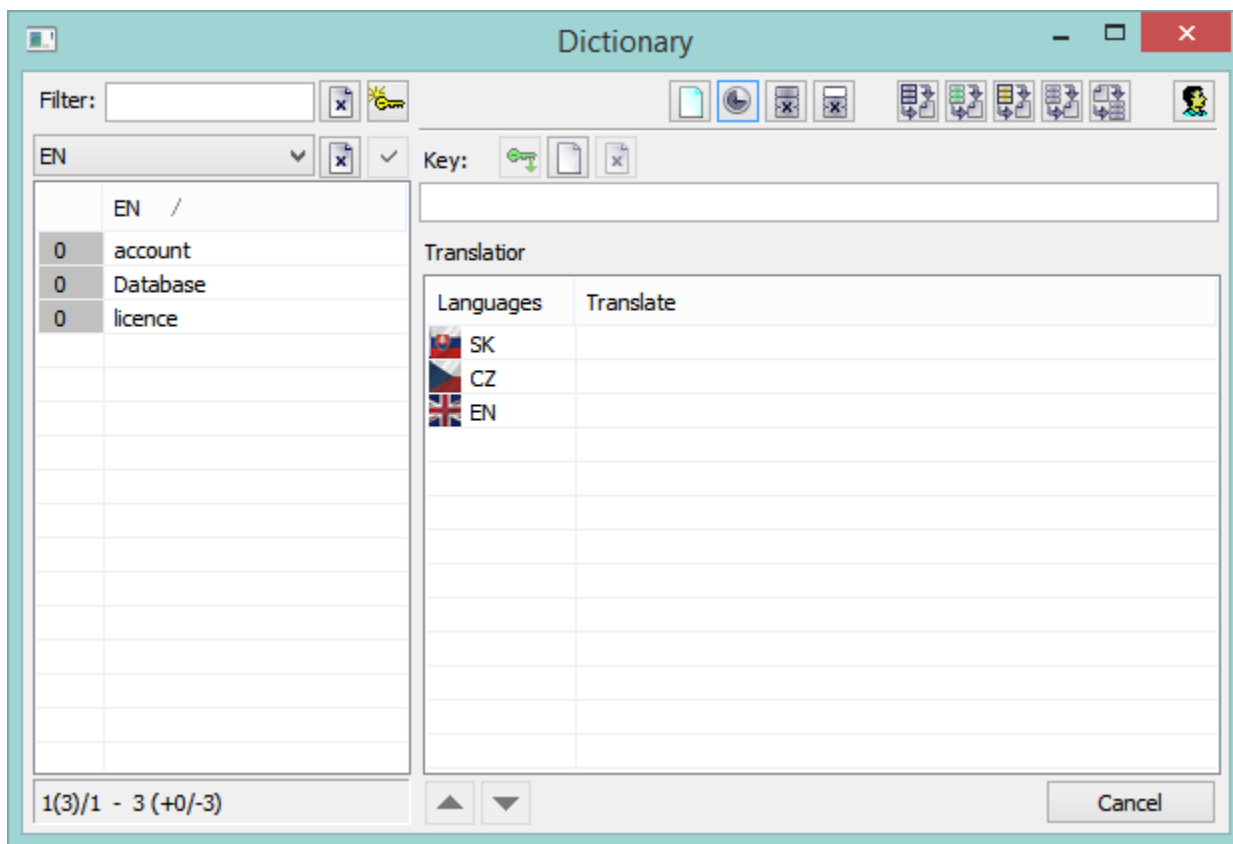 Dictionary
Filter:
EN
Key:
EN /
0 account
0 Database
0 licence
Translatior
Languages Translate
SK
CZ
EN
1(3)/1 - 3 (+0/-3)
Cancel